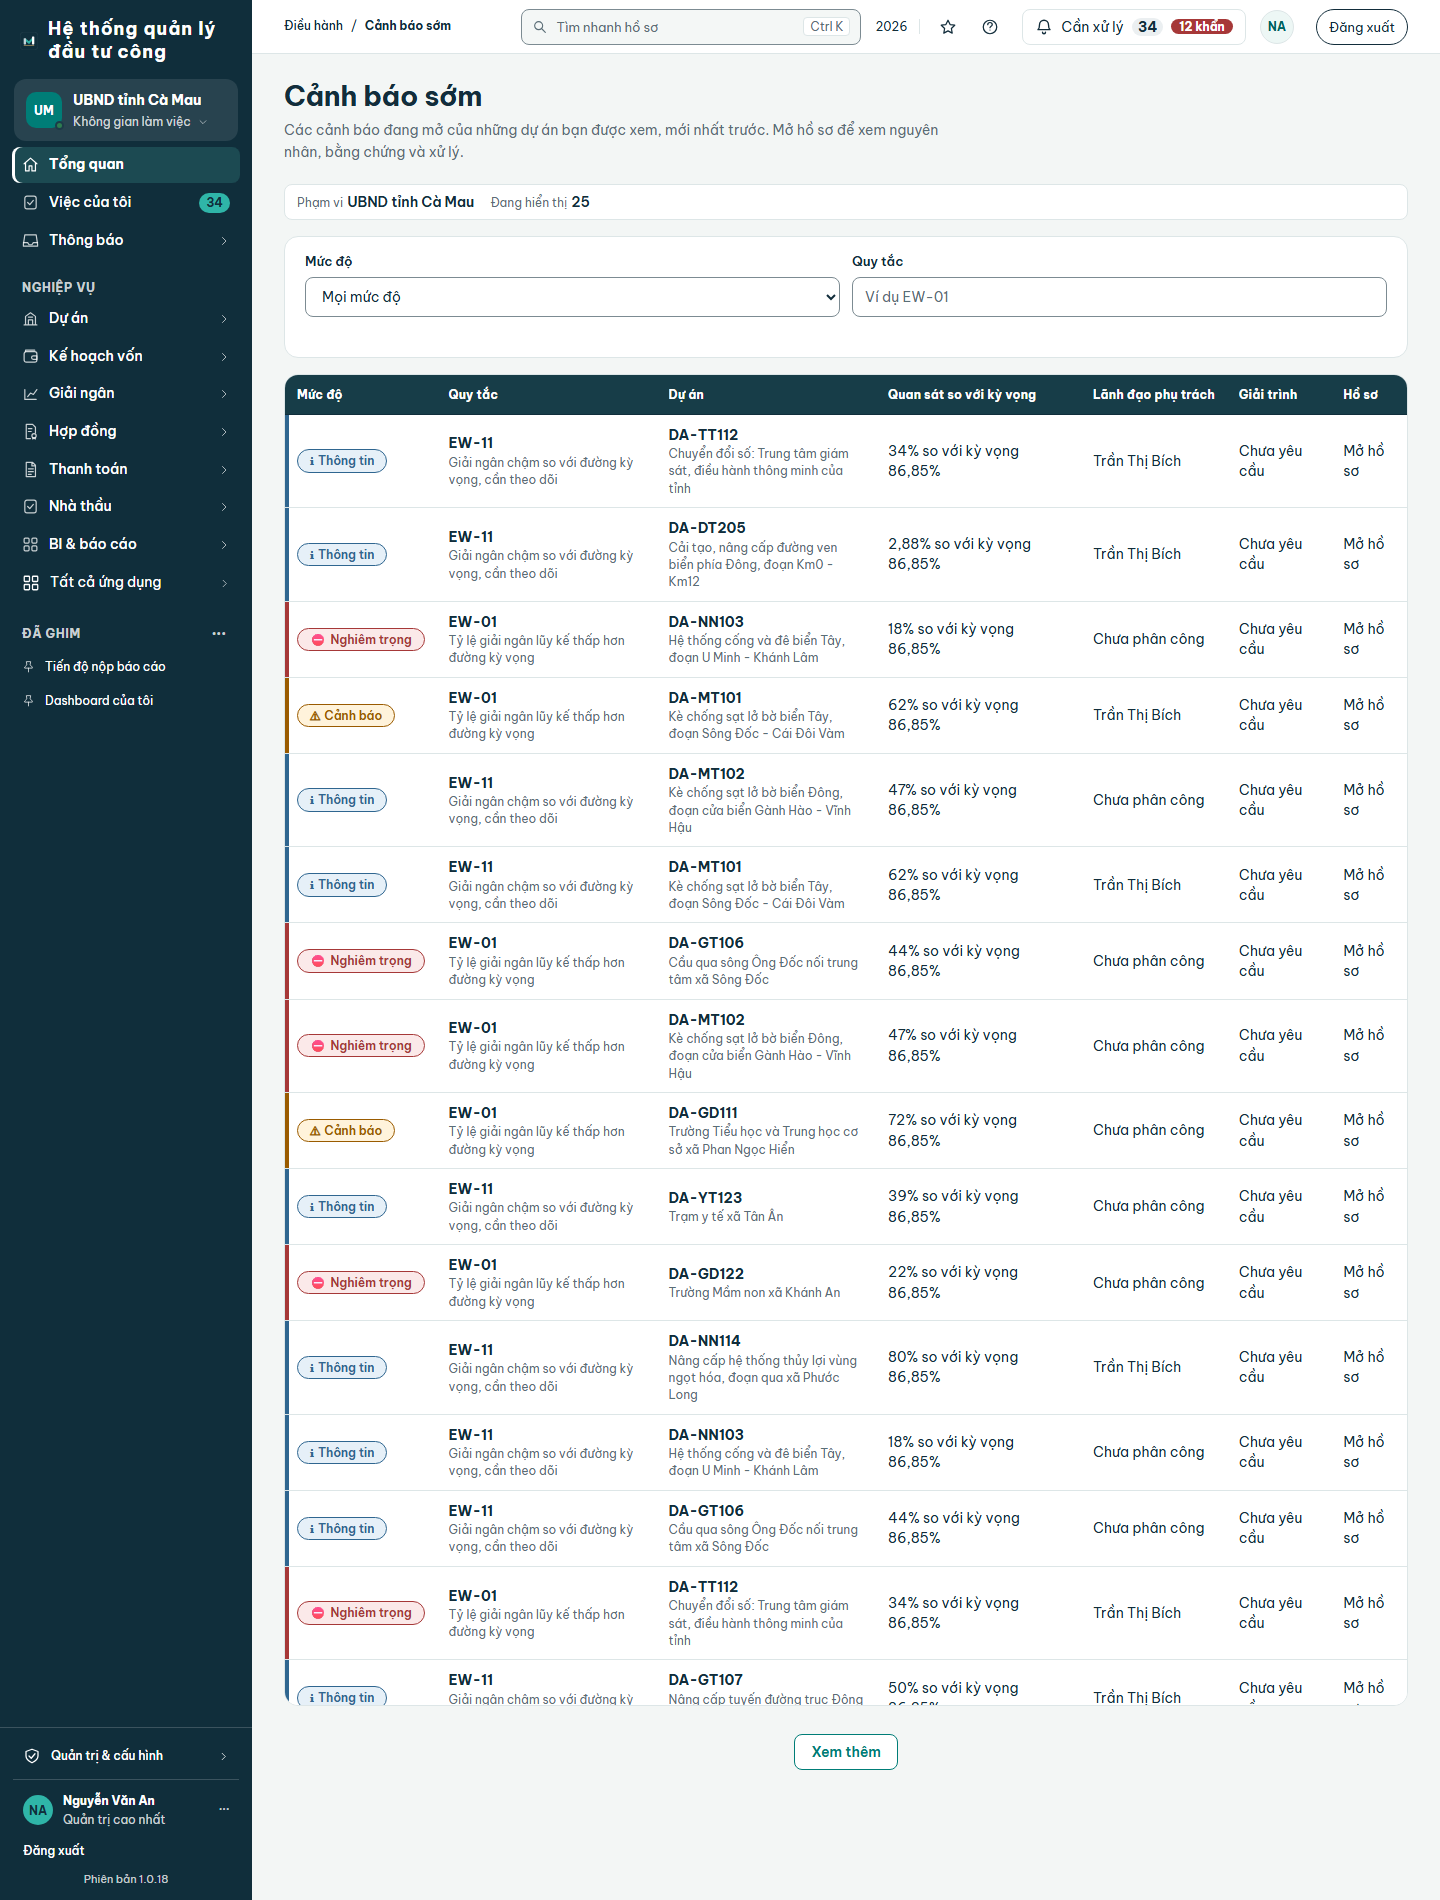 Hệ thống quản lý
đầu tư công
UM
UBND tỉnh Cà Mau
Không gian làm việc
Tổng quan
Việc của tôi
34
Thông báo
NGHIỆP VỤ
Dự án
Kế hoạch vốn
Giải ngân
Hợp đồng
Thanh toán
Nhà thầu
BI & báo cáo
Tất cả ứng dụng
ĐÃ GHIM
Tiến độ nộp báo cáo
Dashboard của tôi
Quản trị & cấu hình
NA
Nguyễn Văn An
Quản trị cao nhất
Đăng xuất
Phiên bản 1.0.18
Điều hành / Cảnh báo sớm
Tìm nhanh hồ sơ
Ctrl K
2026
Cần xử lý 34 12 khẩn
NA
Đăng xuất
Cảnh báo sớm
Các cảnh báo đang mở của những dự án bạn được xem, mới nhất trước. Mở hồ sơ để xem nguyên
nhân, bằng chứng và xử lý.
Phạm vi UBND tỉnh Cà Mau Đang hiển thị 25
Mức độ
Mọi mức độ
Quy tắc
Ví dụ EW-01
Mức độ Quy tắc Dự án Quan sát so với kỳ vọng Lãnh đạo phụ trách Giải trình Hồ sơ
Thông tin
EW-11
Giải ngân chậm so với đường kỳ
vọng, cần theo dõi
DA-TT112
Chuyển đổi số: Trung tâm giám
sát, điều hành thông minh của
tỉnh
34% so với kỳ vọng
86,85%
Trần Thị Bích
Chưa yêu
cầu
Mở hồ
sơ
Thông tin
EW-11
Giải ngân chậm so với đường kỳ
vọng, cần theo dõi
DA-DT205
Cải tạo, nâng cấp đường ven
biển phía Đông, đoạn Km0 -
Km12
2,88% so với kỳ vọng
86,85%
Trần Thị Bích
Chưa yêu
cầu
Mở hồ
sơ
Nghiêm trọng
EW-01
Tỷ lệ giải ngân lũy kế thấp hơn
đường kỳ vọng
DA-NN103
Hệ thống cống và đê biển Tây,
đoạn U Minh - Khánh Lâm
18% so với kỳ vọng
86,85%
Chưa phân công
Chưa yêu
cầu
Mở hồ
sơ
Cảnh báo
EW-01
Tỷ lệ giải ngân lũy kế thấp hơn
đường kỳ vọng
DA-MT101
Kè chống sạt lở bờ biển Tây,
đoạn Sông Đốc - Cái Đôi Vàm
62% so với kỳ vọng
86,85%
Trần Thị Bích
Chưa yêu
cầu
Mở hồ
sơ
Thông tin
EW-11
Giải ngân chậm so với đường kỳ
vọng, cần theo dõi
DA-MT102
Kè chống sạt lở bờ biển Đông,
đoạn cửa biển Gành Hào - Vĩnh
Hậu
47% so với kỳ vọng
86,85%
Chưa phân công
Chưa yêu
cầu
Mở hồ
sơ
Thông tin
EW-11
Giải ngân chậm so với đường kỳ
vọng, cần theo dõi
DA-MT101
Kè chống sạt lở bờ biển Tây,
đoạn Sông Đốc - Cái Đôi Vàm
62% so với kỳ vọng
86,85%
Trần Thị Bích
Chưa yêu
cầu
Mở hồ
sơ
Nghiêm trọng
EW-01
Tỷ lệ giải ngân lũy kế thấp hơn
đường kỳ vọng
DA-GT106
Cầu qua sông Ông Đốc nối trung
tâm xã Sông Đốc
44% so với kỳ vọng
86,85%
Chưa phân công
Chưa yêu
cầu
Mở hồ
sơ
Nghiêm trọng
EW-01
Tỷ lệ giải ngân lũy kế thấp hơn
đường kỳ vọng
DA-MT102
Kè chống sạt lở bờ biển Đông,
đoạn cửa biển Gành Hào - Vĩnh
Hậu
47% so với kỳ vọng
86,85%
Chưa phân công
Chưa yêu
cầu
Mở hồ
sơ
Cảnh báo
EW-01
Tỷ lệ giải ngân lũy kế thấp hơn
đường kỳ vọng
DA-GD111
Trường Tiểu học và Trung học cơ
sở xã Phan Ngọc Hiển
72% so với kỳ vọng
86,85%
Chưa phân công
Chưa yêu
cầu
Mở hồ
sơ
Thông tin
EW-11
Giải ngân chậm so với đường kỳ
vọng, cần theo dõi
DA-YT123
Trạm y tế xã Tân Ân
39% so với kỳ vọng
86,85%
Chưa phân công
Chưa yêu
cầu
Mở hồ
sơ
Nghiêm trọng
EW-01
Tỷ lệ giải ngân lũy kế thấp hơn
đường kỳ vọng
DA-GD122
Trường Mầm non xã Khánh An
22% so với kỳ vọng
86,85%
Chưa phân công
Chưa yêu
cầu
Mở hồ
sơ
Thông tin
EW-11
Giải ngân chậm so với đường kỳ
vọng, cần theo dõi
DA-NN114
Nâng cấp hệ thống thủy lợi vùng
ngọt hóa, đoạn qua xã Phước
Long
80% so với kỳ vọng
86,85%
Trần Thị Bích
Chưa yêu
cầu
Mở hồ
sơ
Thông tin
EW-11
Giải ngân chậm so với đường kỳ
vọng, cần theo dõi
DA-NN103
Hệ thống cống và đê biển Tây,
đoạn U Minh - Khánh Lâm
18% so với kỳ vọng
86,85%
Chưa phân công
Chưa yêu
cầu
Mở hồ
sơ
Thông tin
EW-11
Giải ngân chậm so với đường kỳ
vọng, cần theo dõi
DA-GT106
Cầu qua sông Ông Đốc nối trung
tâm xã Sông Đốc
44% so với kỳ vọng
86,85%
Chưa phân công
Chưa yêu
cầu
Mở hồ
sơ
Nghiêm trọng
EW-01
Tỷ lệ giải ngân lũy kế thấp hơn
đường kỳ vọng
DA-TT112
Chuyển đổi số: Trung tâm giám
sát, điều hành thông minh của
tỉnh
34% so với kỳ vọng
86,85%
Trần Thị Bích
Chưa yêu
cầu
Mở hồ
sơ
Thông tin
EW-11
Giải ngân chậm so với đường kỳ
DA-GT107
Nâng cấp tuyến đường trục Đông
50% so với kỳ vọng
Trần Thị Bích
Chưa yêu
Mở hồ
Xem thêm